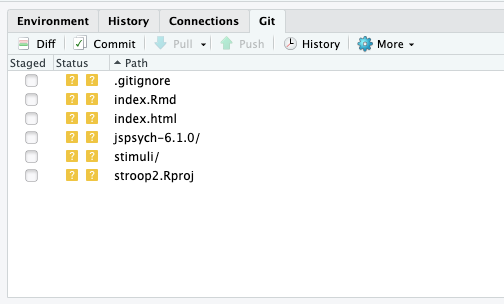 Environment History Connections Git
Diff Commit Pull Push History More
Staged Status Path
? ? .gitignore
? ? index.Rmd
? ? index.html
? ? jspsych-6.1.0/
? ? stimuli/
? ? stroop2.Rproj